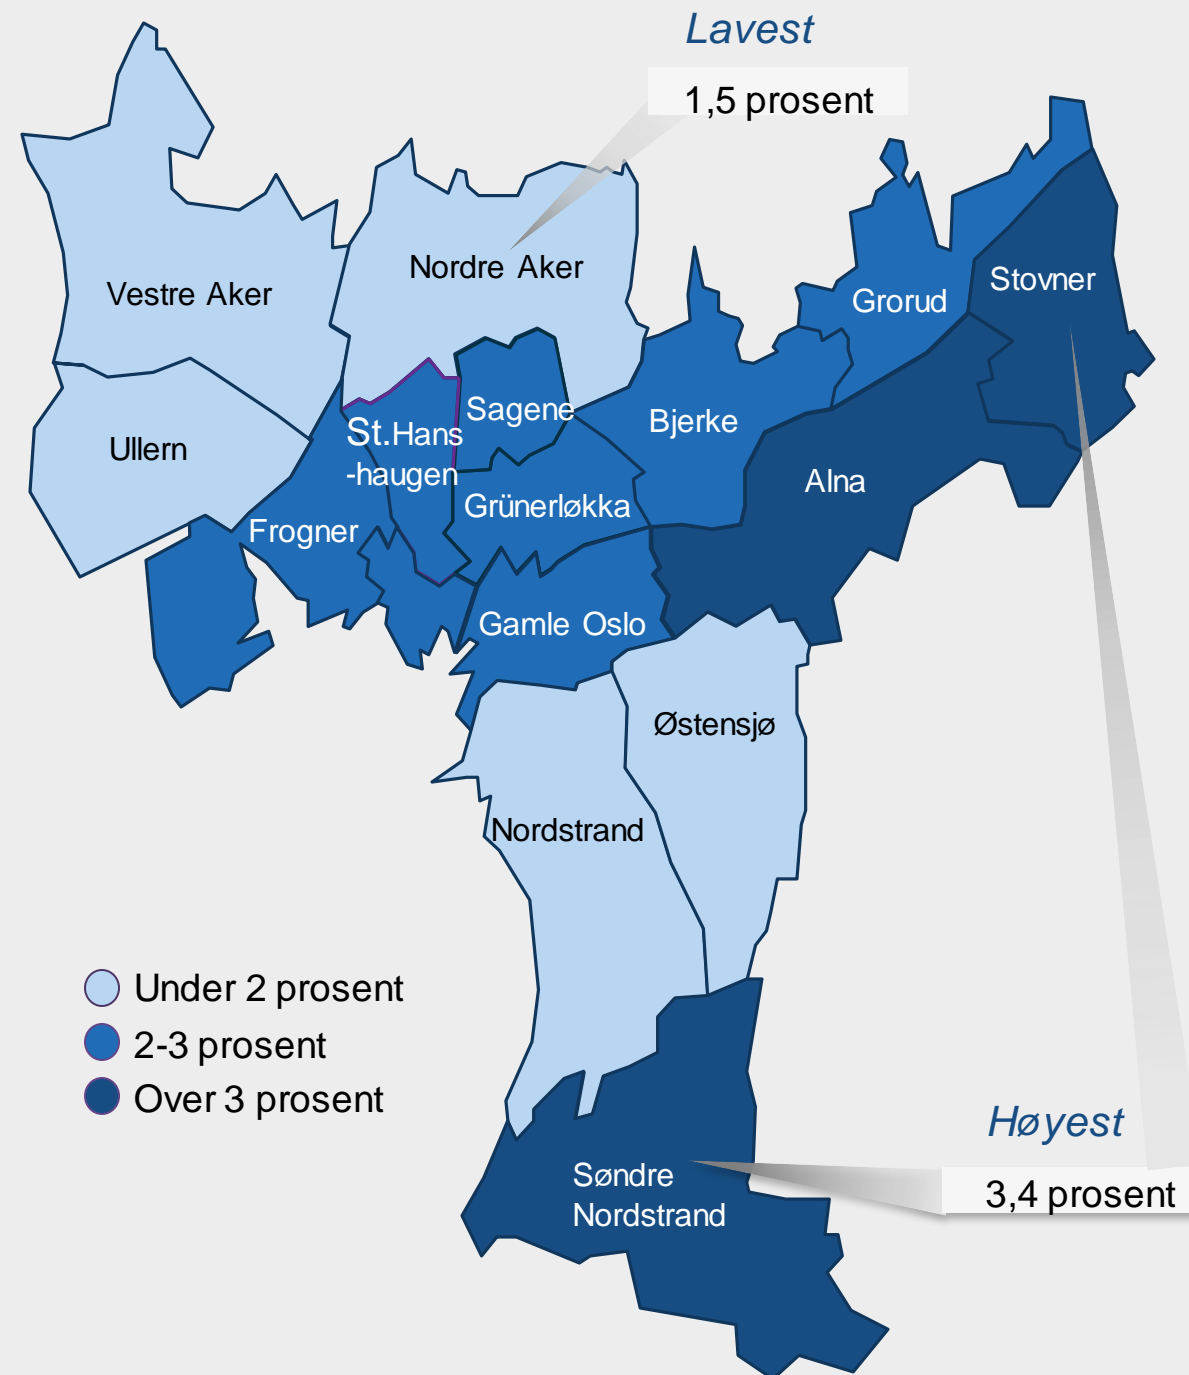 Lavest
1,5 prosent
Nordre Aker
Vestre Aker
Stovner
Grorud
Sagene
Bjerke
St.Hans
-haugen
Ullern
Alna
Grünerløkka
Frogner
Gamle Oslo
Østensjø
Nordstrand
Under 2 prosent
2-3 prosent
Over 3 prosent
Høyest
3,4 prosent
Søndre
Nordstrand